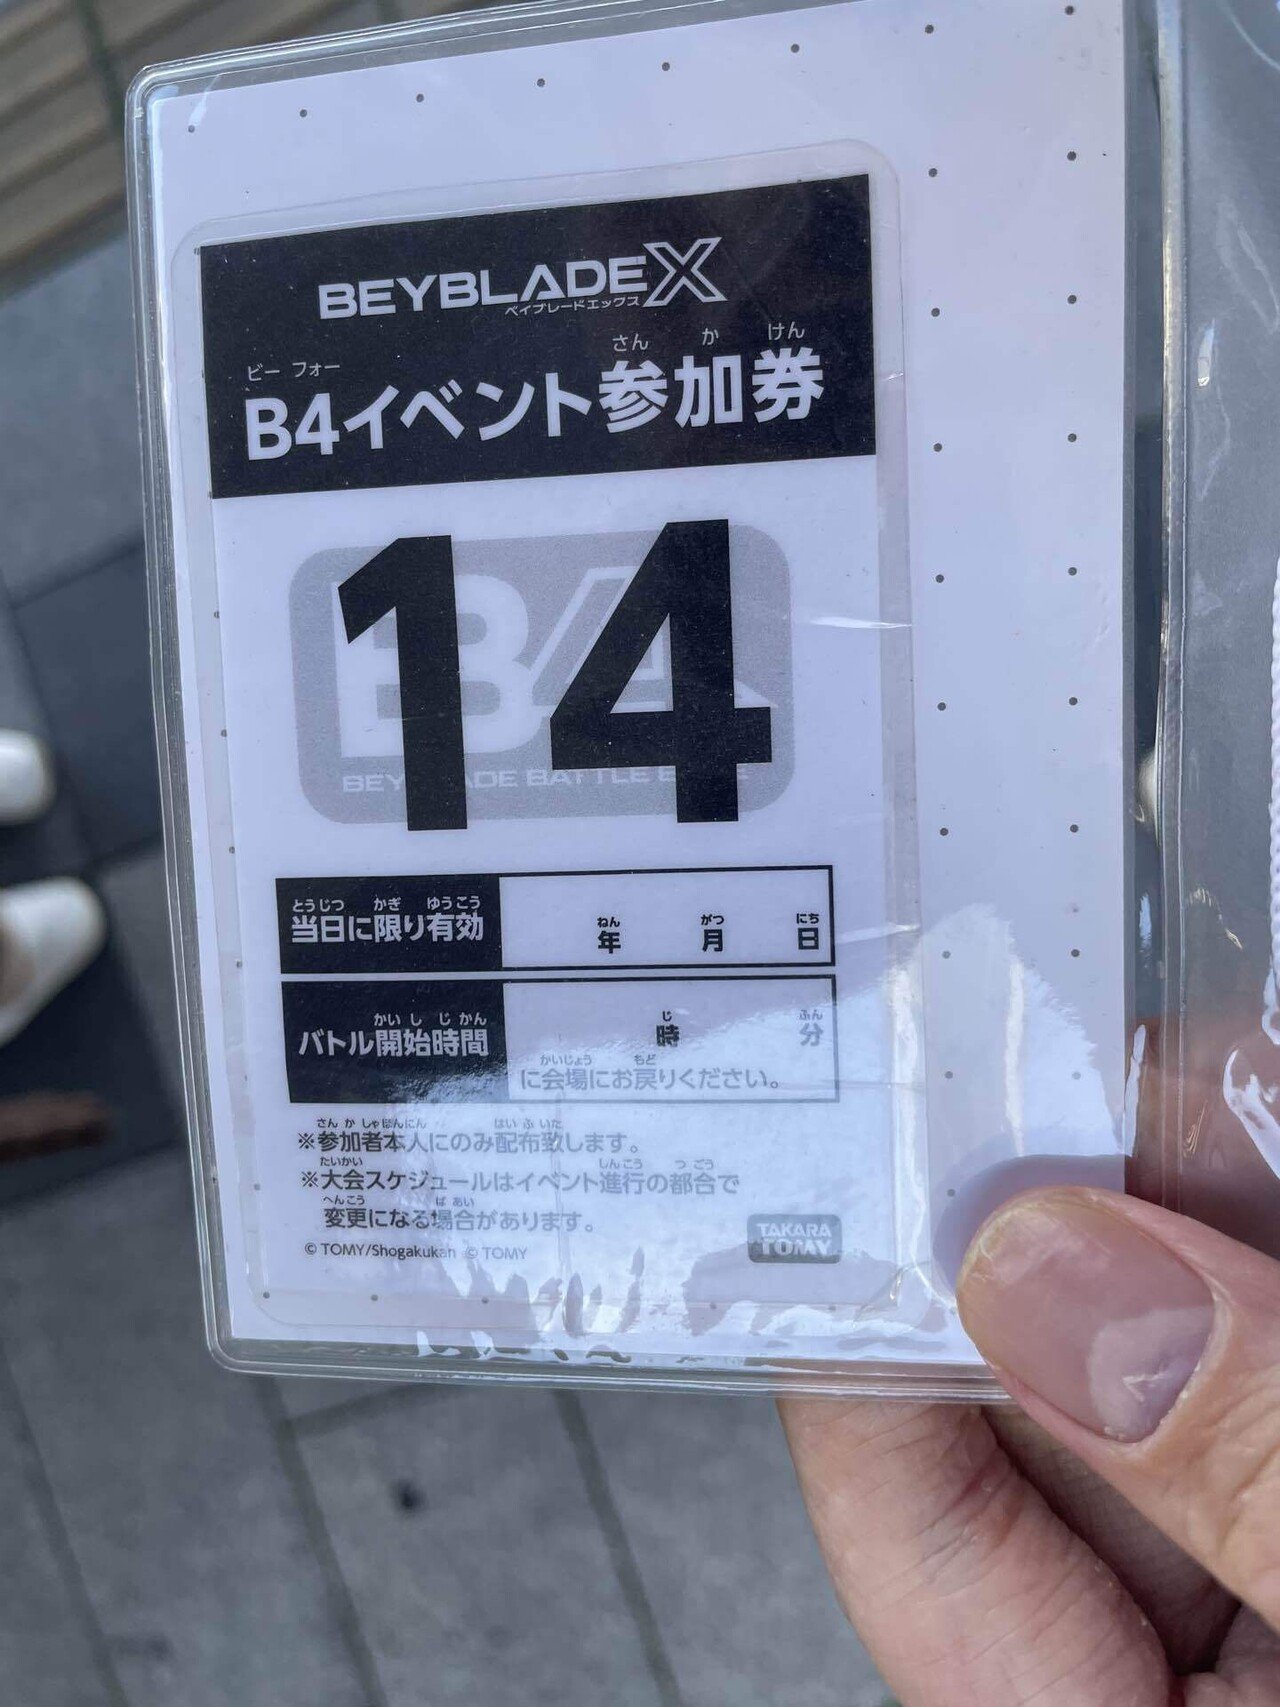 BEYBLADE X
ベイブレードエックス
ビー フォー さん か けん
B4イベント参加券
14
B4
BEYBLADE BATTLE
とうじつ かぎ ゆうこう
当日に限り有効
ねん がつ にち
年 月 日
かい し じ かん
バトル開始時間
じ ふん
時 分
かいじょう もど
に会場にお戻りください。
さん か しゃ ほんにん はい ふ いた
※参加者本人にのみ配布致します。
たいかい しんこう つ ごう
※大会スケジュールはイベント進行の都合で
へんこう ば あい
変更になる場合があります。
© TOMY/Shogakukan © TOMY
TAKARA
TOMY